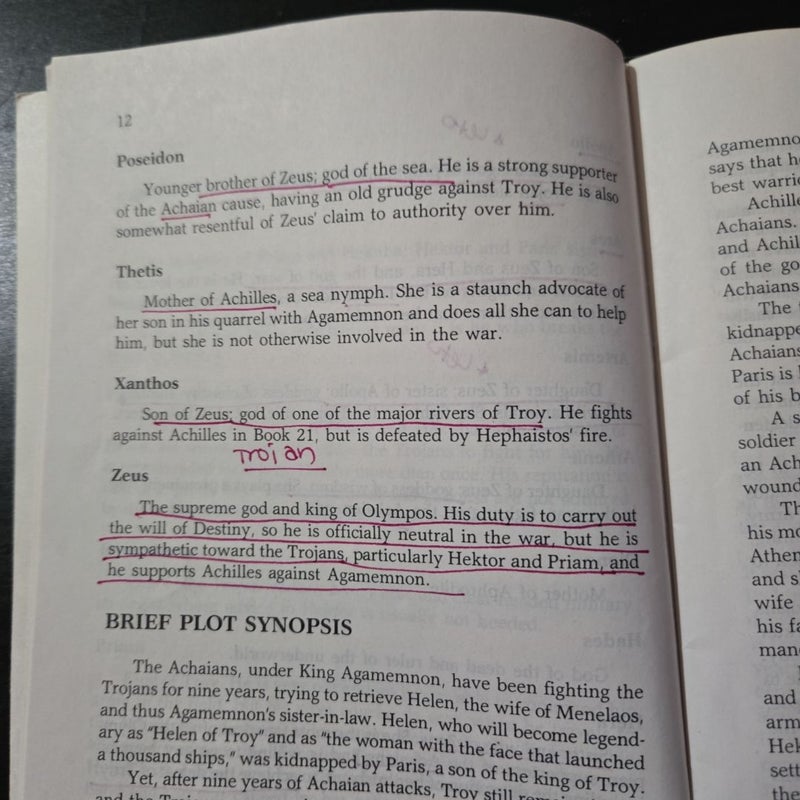 12
Poseidon
Younger brother of Zeus; god of the sea. He is a strong supporter
of the Achaian cause, having an old grudge against Troy. He is also
somewhat resentful of Zeus' claim to authority over him.
Thetis
Mother of Achilles, a sea nymph. She is a staunch advocate of
her son in his quarrel with Agamemnon and does all she can to help
him, but she is not otherwise involved in the war.
Xanthos
Son of Zeus; god of one of the major rivers of Troy. He fights
against Achilles in Book 21, but is defeated by Hephaistos' fire.
Trojan
Zeus
The supreme god and king of Olympos. His duty is to carry out
the will of Destiny, so he is officially neutral in the war, but he is
sympathetic toward the Trojans, particularly Hektor and Priam, and
he supports Achilles against Agamemnon.
BRIEF PLOT SYNOPSIS
The Achaians, under King Agamemnon, have been fighting the
Trojans for nine years, trying to retrieve Helen, the wife of Menelaos,
and thus Agamemnon's sister-in-law. Helen, who will become legend-
ary as "Helen of Troy" and as "the woman with the face that launched
a thousand ships," was kidnapped by Paris, a son of the king of Troy.
Yet, after nine years of Achaian attacks, Troy still
Agamemno
says that h
best warri
Achille
Achaians.
and Achil
of the go
Achaians
The
kidnappe
Achaians
Paris is
of his b
A s
soldier
an Ach
wound
Th
his mo
Athen
and s
wife
his fa
man
and
arm
Hek
sett
the